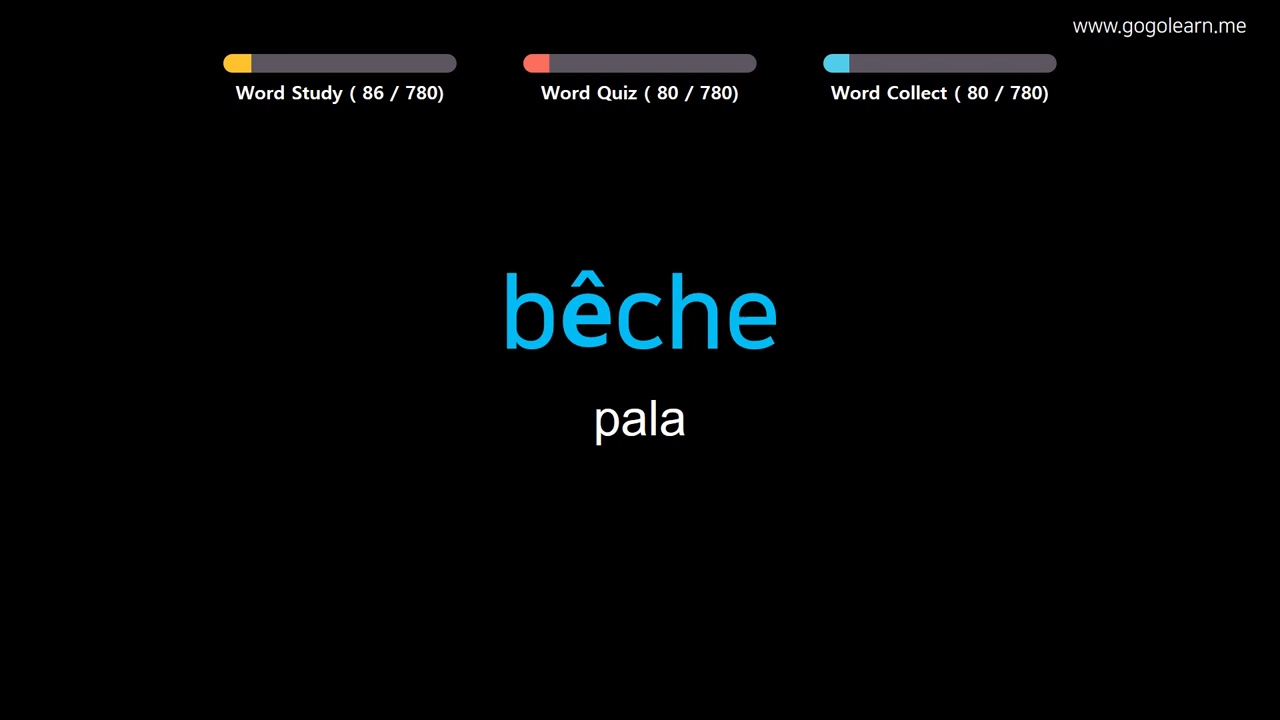 www.gogolearn.me
Word Study ( 86 / 780)
Word Quiz ( 80 / 780)
Word Collect ( 80 / 780)
bêche
pala